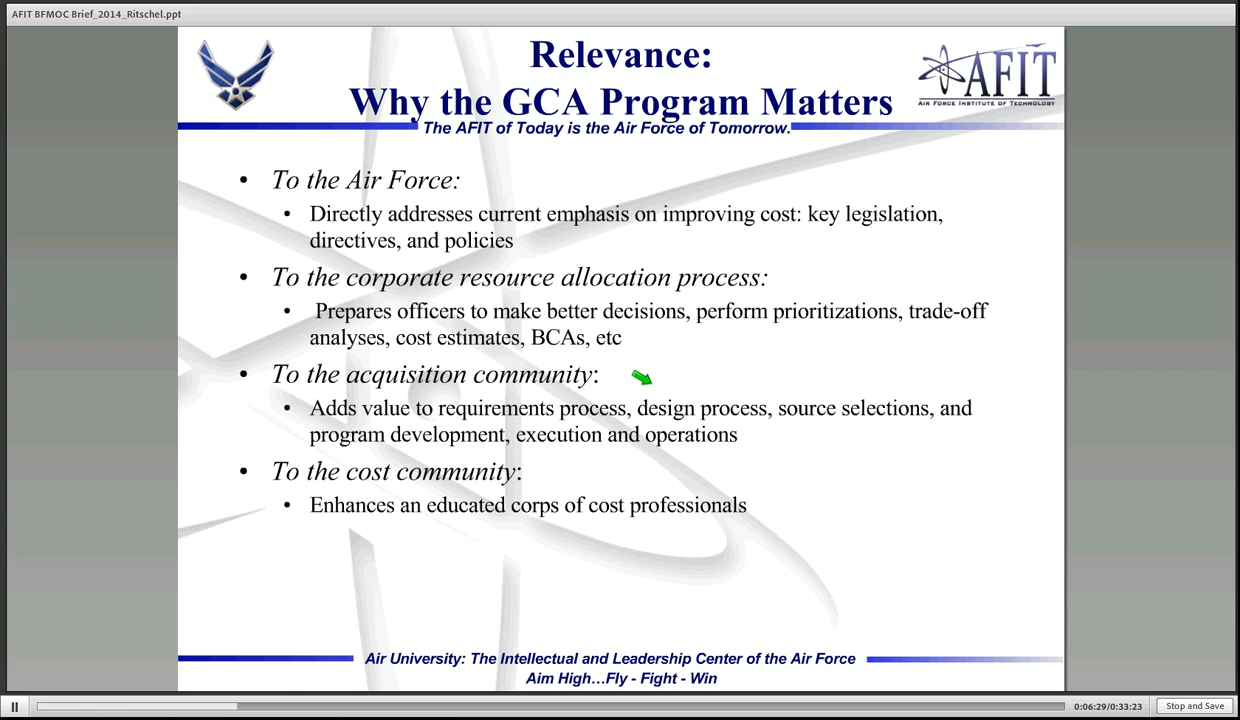 AFIT BFMOC Brief_2014_Ritschel.ppt
Relevance:
Why the GCA Program Matters
AFIT
AIR FORCE INSTITUTE OF TECHNOLOGY
The AFIT of Today is the Air Force of Tomorrow.
• To the Air Force:
• Directly addresses current emphasis on improving cost: key legislation,
directives, and policies
• To the corporate resource allocation process:
• Prepares officers to make better decisions, perform prioritizations, trade-off
analyses, cost estimates, BCAs, etc
• To the acquisition community:
• Adds value to requirements process, design process, source selections, and
program development, execution and operations
• To the cost community:
• Enhances an educated corps of cost professionals
Air University: The Intellectual and Leadership Center of the Air Force
Aim High…Fly - Fight - Win
0:06:29/0:33:23
Stop and Save